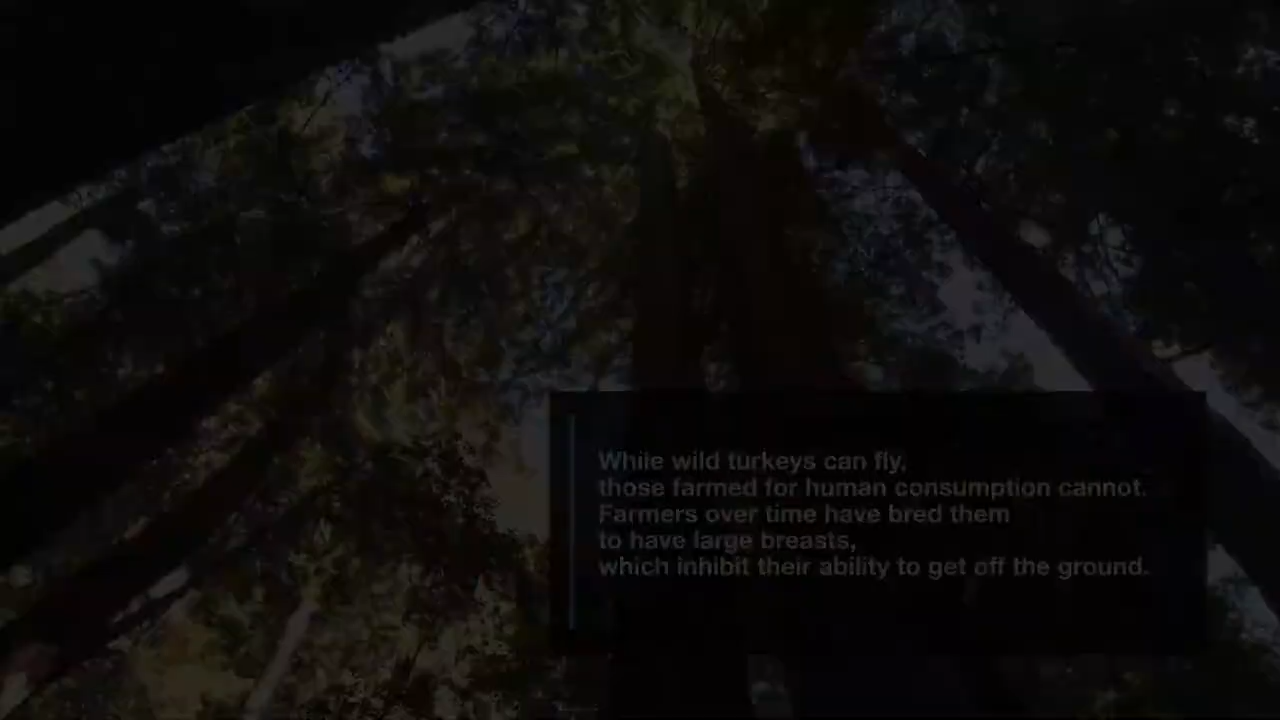 While wild turkeys can fly,
those farmed for human consumption cannot.
Farmers over time have bred them
to have large breasts,
which inhibit their ability to get off the ground.